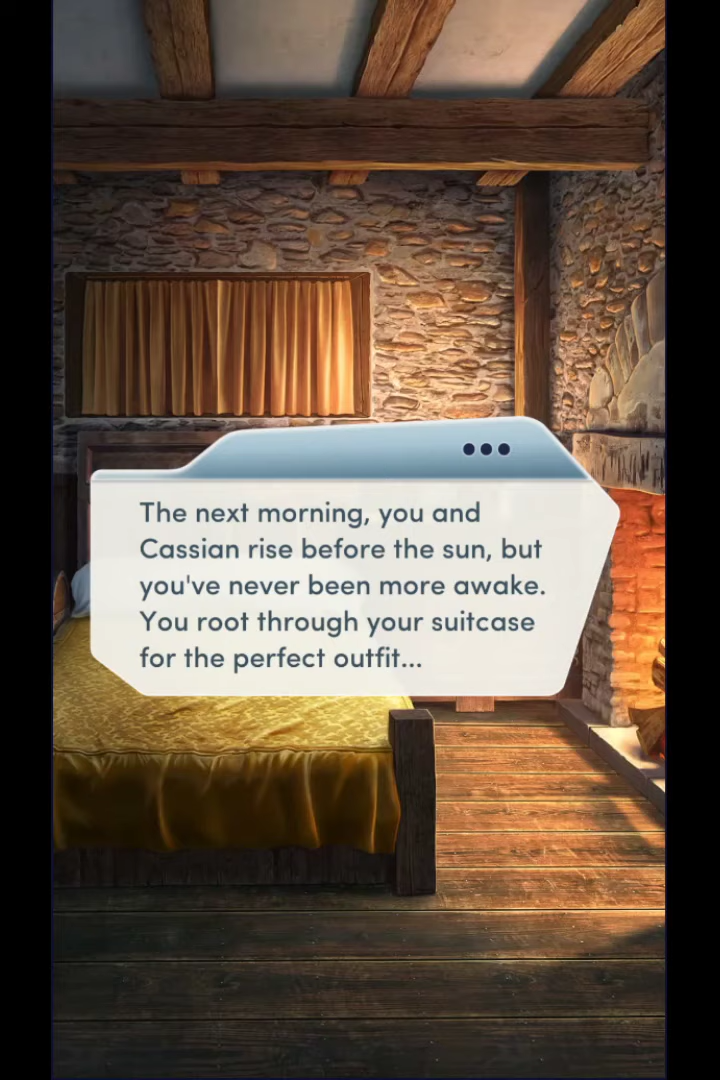 The next morning, you and
Cassian rise before the sun, but
you've never been more awake.
You root through your suitcase
for the perfect outfit...